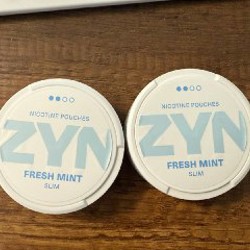 NICOTINE POUCHES
ZYN
FRESH MINT
SLIM
NICOTINE POUCHES
ZYN
FRESH MINT
SLIM